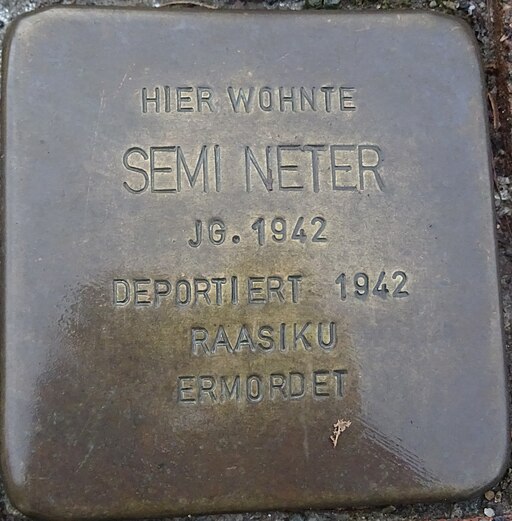 HIER WOHNTE
SEMI NETER
JG. 1942
DEPORTIERT 1942
RAASIKU
ERMORDET